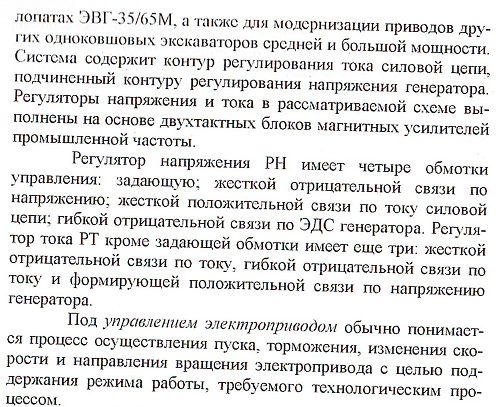 лопатах ЭВГ-35/65М, а также для модернизации приводов дру-
гих одноковшовых экскаваторов средней и большой мощности.
Система содержит контур регулирования тока силовой цепи,
подчиненный контуру регулирования напряжения генератора.
Регуляторы напряжения и тока в рассматриваемой схеме вы-
полнены на основе двухтактных блоков магнитных усилителей
промышленной частоты.
Регулятор напряжения РН имеет четыре обмотки
управления: задающую; жесткой отрицательной связи по
напряжению; жесткой положительной связи по току силовой
цепи; гибкой отрицательной связи по ЭДС генератора. Регуля-
тор тока РТ кроме задающей обмотки имеет еще три: жесткой
отрицательной связи по току, гибкой отрицательной связи по
току и формирующей положительной связи по напряжению
генератора.
Под управлением электроприводом обычно понимает-
ся процесс осуществления пуска, торможения, изменения ско-
рости и направления вращения электропривода с целью под-
держания режима работы, требуемого технологическим про-
цессом.